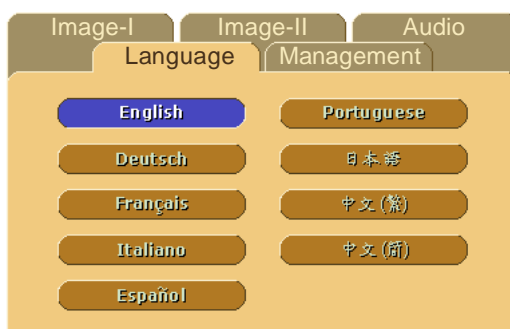 Image-I
Image-II
Audio
Language
Management
English
Deutsch
Français
Italiano
Español
Portuguese
日本語
中文(繁)
中文(简)